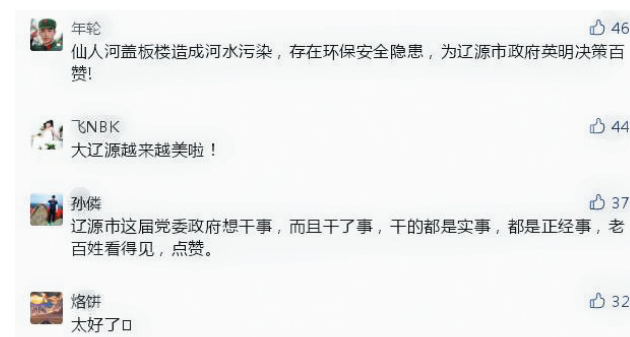 年轮 46
仙人河盖板楼造成河水污染，存在环保安全隐患，为辽源市政府英明决策百
赞!
飞NBK 44
大辽源越来越美啦！
孙僯 37
辽源市这届党委政府想干事，而且干了事，干的都是实事，都是正经事，老
百姓看得见，点赞。
烙饼 32
太好了